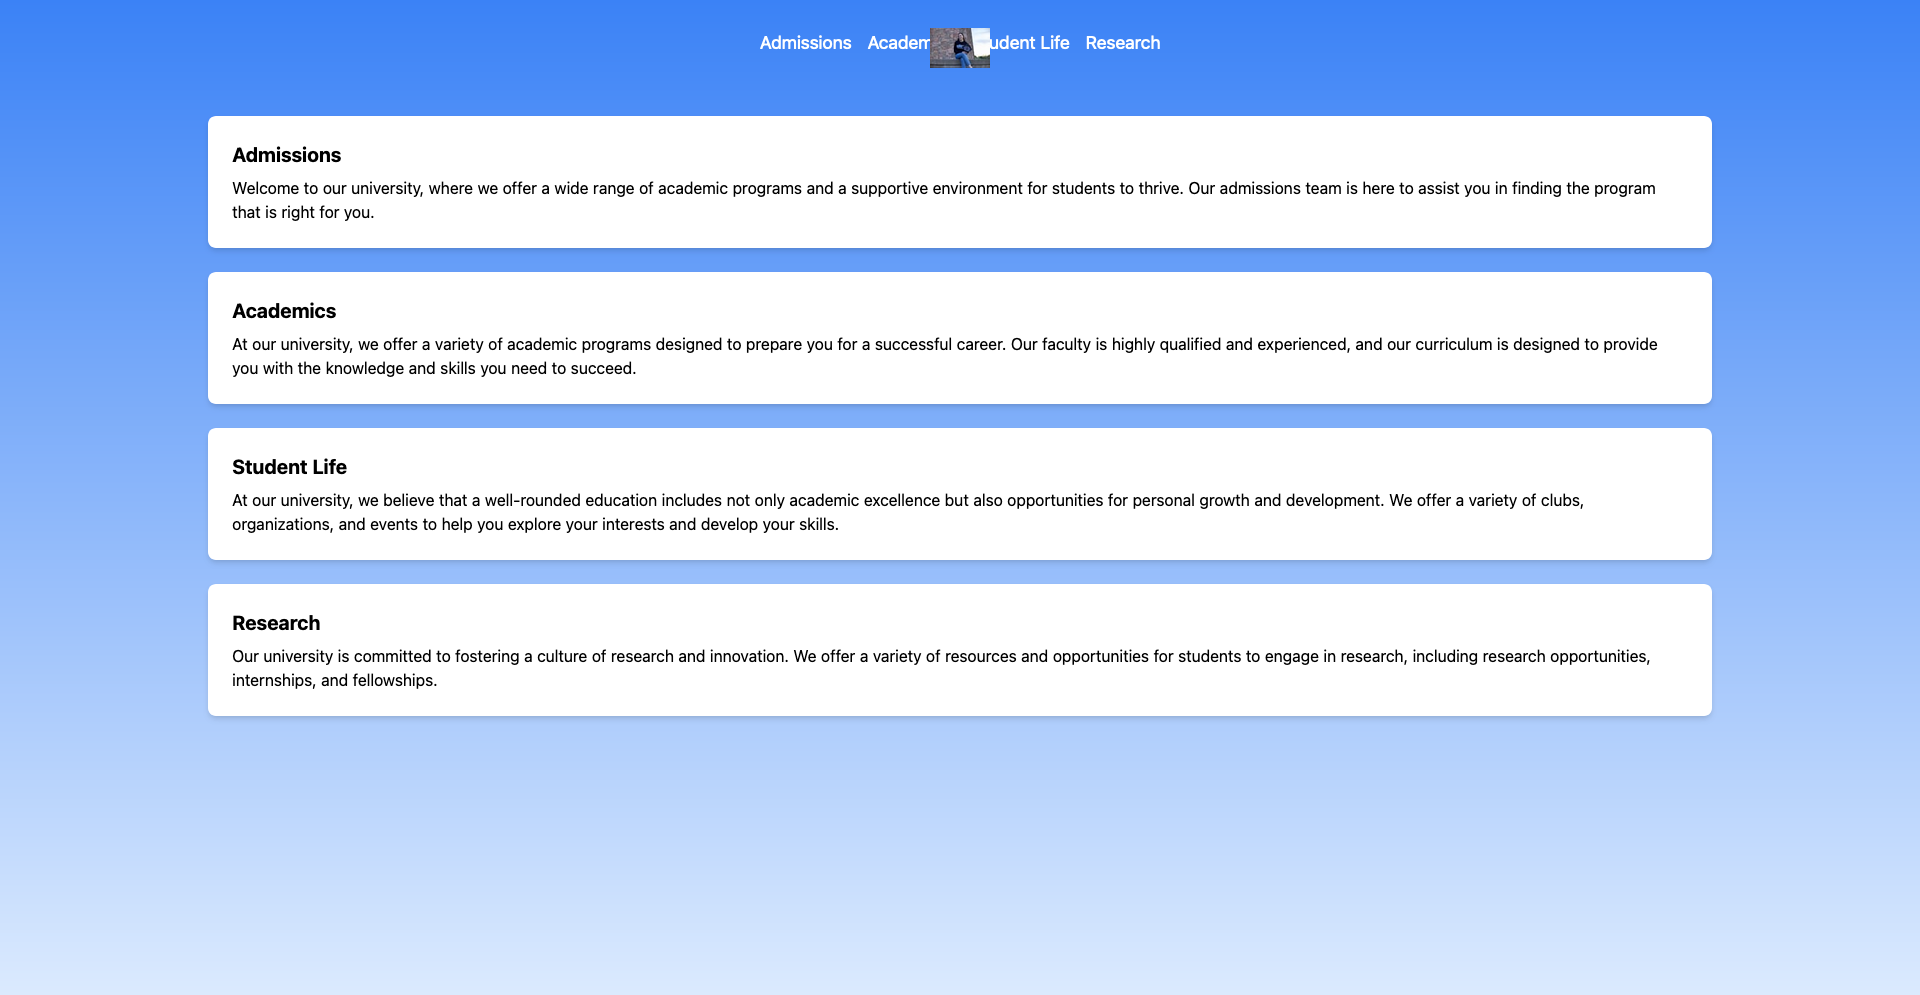 Admissions Academ udent Life Research
Admissions
Welcome to our university, where we offer a wide range of academic programs and a supportive environment for students to thrive. Our admissions team is here to assist you in finding the program
that is right for you.
Academics
At our university, we offer a variety of academic programs designed to prepare you for a successful career. Our faculty is highly qualified and experienced, and our curriculum is designed to provide
you with the knowledge and skills you need to succeed.
Student Life
At our university, we believe that a well-rounded education includes not only academic excellence but also opportunities for personal growth and development. We offer a variety of clubs,
organizations, and events to help you explore your interests and develop your skills.
Research
Our university is committed to fostering a culture of research and innovation. We offer a variety of resources and opportunities for students to engage in research, including research opportunities,
internships, and fellowships.